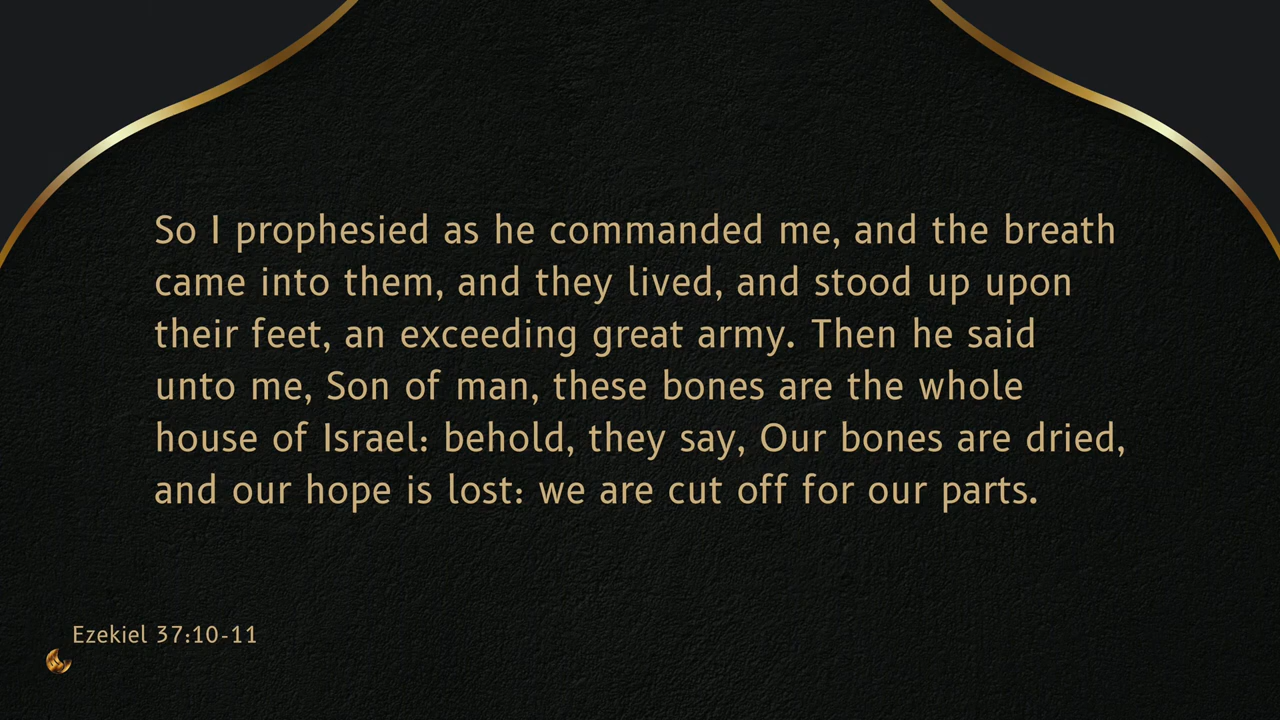 So I prophesied as he commanded me, and the breath
came into them, and they lived, and stood up upon
their feet, an exceeding great army. Then he said
unto me, Son of man, these bones are the whole
house of Israel: behold, they say, Our bones are dried,
and our hope is lost: we are cut off for our parts.
Ezekiel 37:10-11